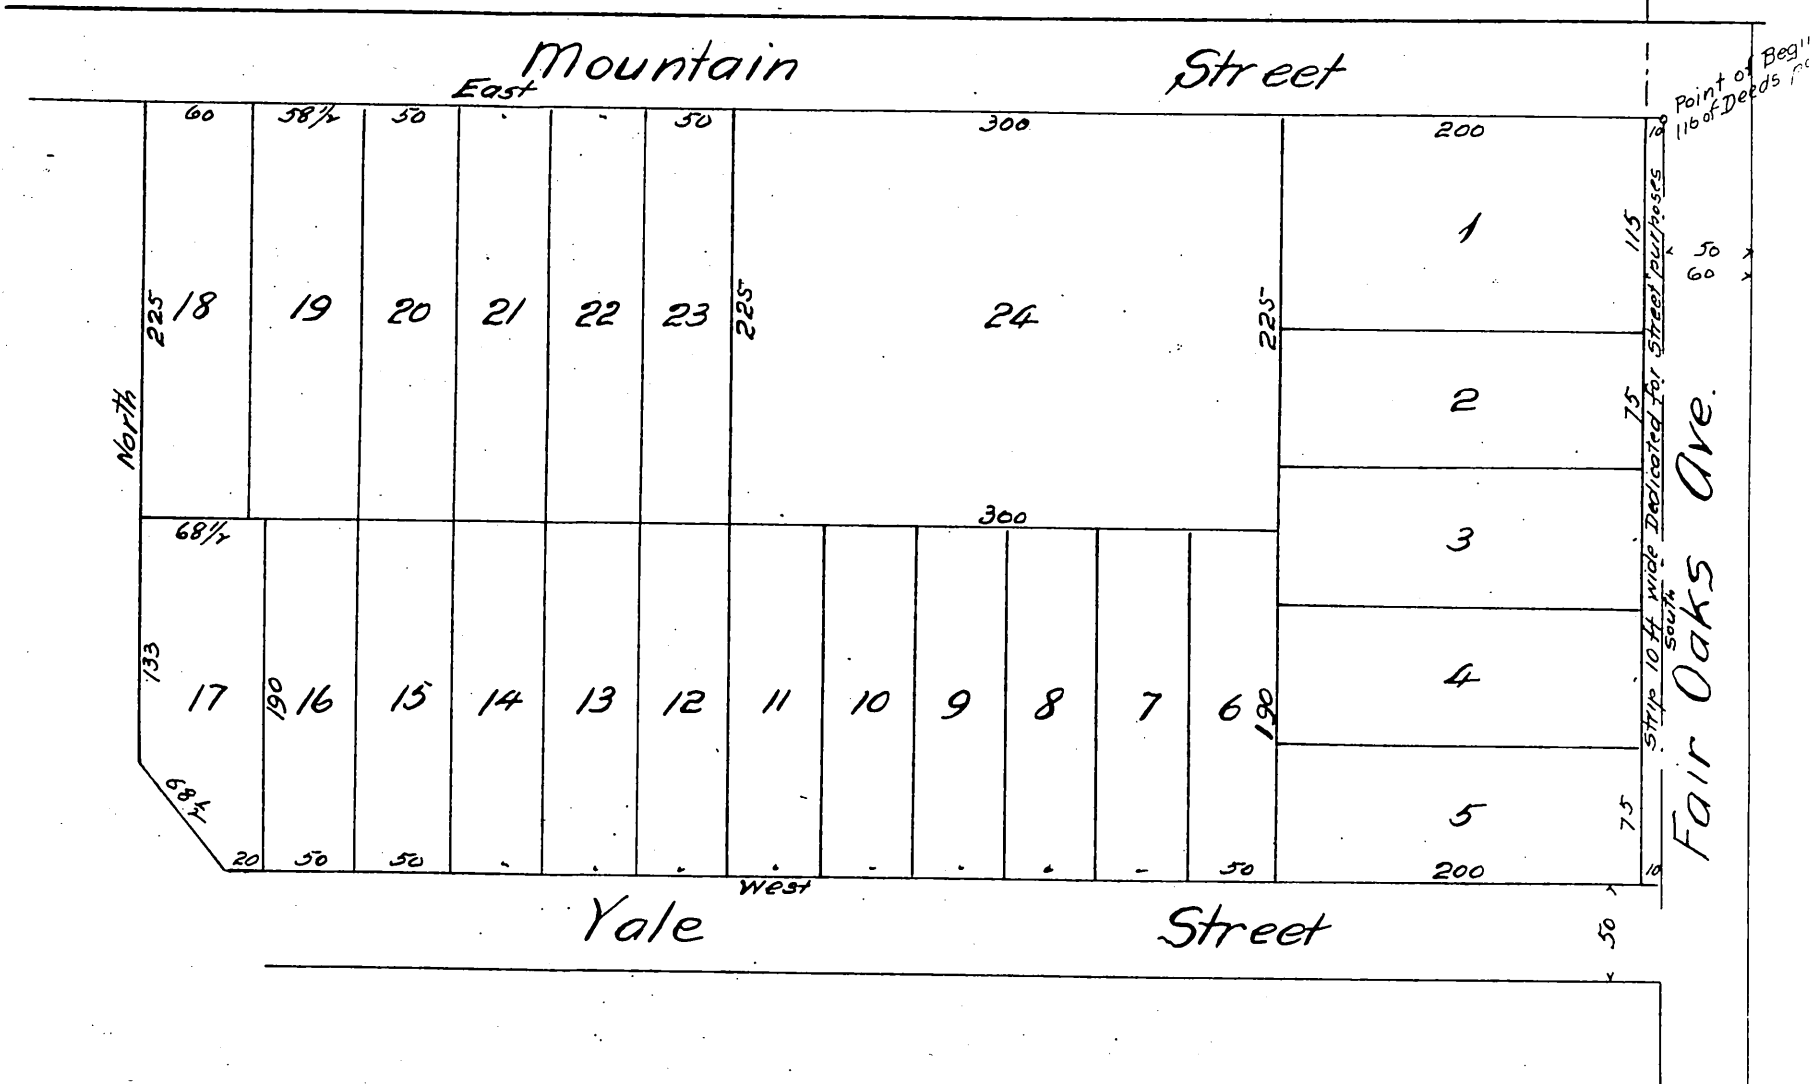 Mountain Street
East
Point of Beg
116 of Deeds
60 58½ 50 - - 50 300 200 10
115
50
60
1
225 18 19 20 21 22 23 225 24 225
2
75
North
300
68½
3
Strip 10 ft wide Dedicated for Street purposes
South
Fair Oaks Ave.
133
4
17 190 16 15 14 13 12 11 10 9 8 7 6 190
68½
5
75
20 50 50 - - - - - - - - 50 200 10
West
Yale Street
50